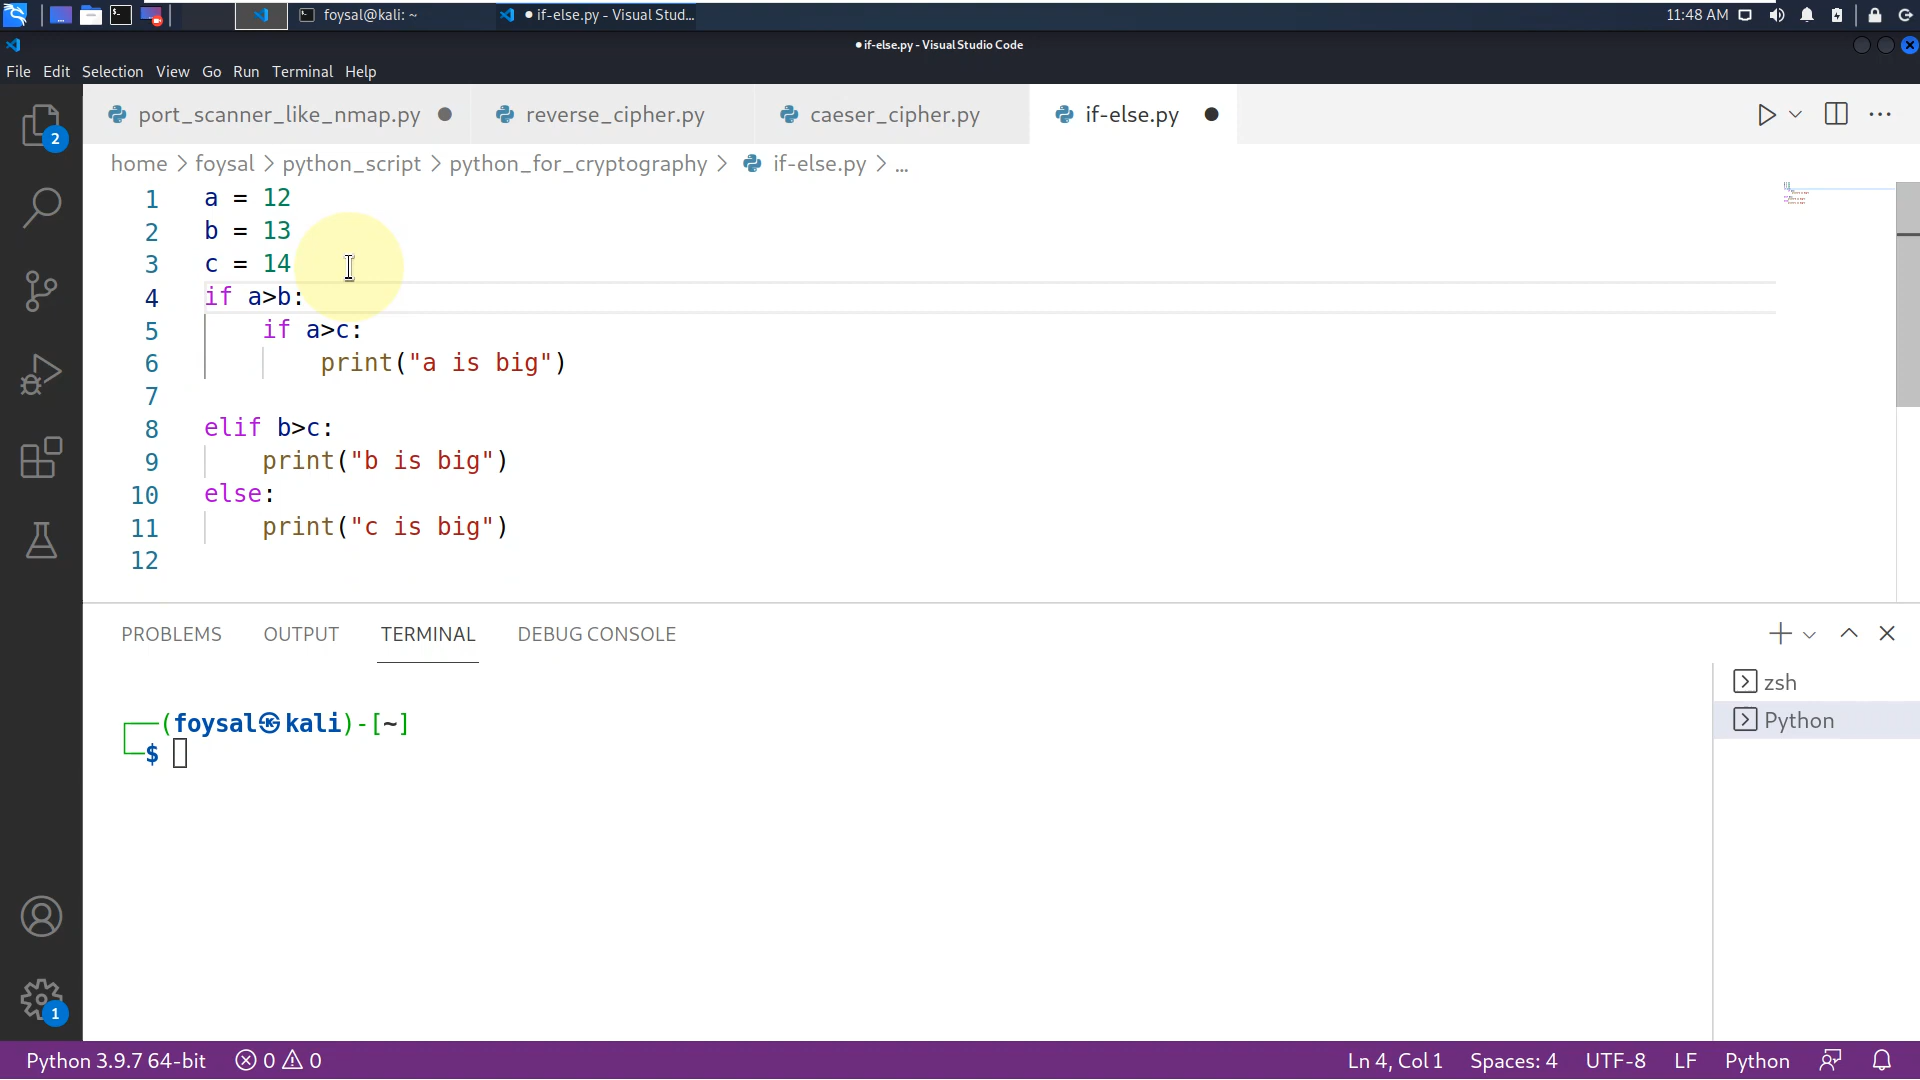 foysal@kali: ~
● if-else.py - Visual Stud...
11:48 AM
● if-else.py - Visual Studio Code
File Edit Selection View Go Run Terminal Help
port_scanner_like_nmap.py ●
reverse_cipher.py
caeser_cipher.py
if-else.py ●
home > foysal > python_script > python_for_cryptography > if-else.py > ...
1 a = 12
2 b = 13
3 c = 14
4 if a>b:
5     if a>c:
6         print("a is big")
7
8 elif b>c:
9     print("b is big")
10 else:
11     print("c is big")
12
2
PROBLEMS OUTPUT TERMINAL DEBUG CONSOLE
zsh
Python
┌──(foysal㉿kali)-[~]
└─$
1
Python 3.9.7 64-bit 0 0 Ln 4, Col 1 Spaces: 4 UTF-8 LF Python